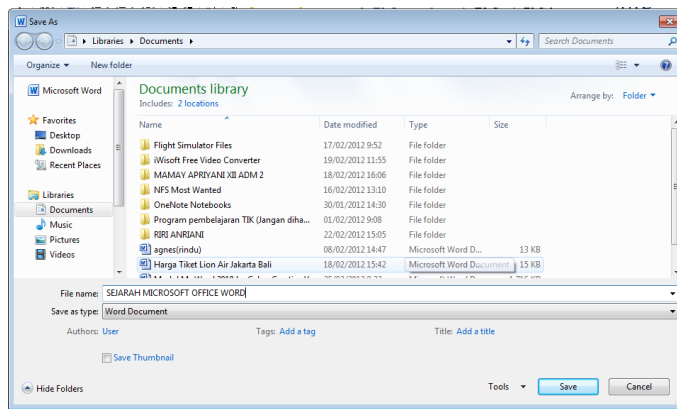 Save As
Libraries Documents
Search Documents
Organize New folder
Microsoft Word
Favorites
Desktop
Downloads
Recent Places
Libraries
Documents
Music
Pictures
Videos
Documents library
Includes: 2 locations
Arrange by: Folder
Name Date modified Type Size
Flight Simulator Files 17/02/2012 9:52 File folder
iWisoft Free Video Converter 19/02/2012 11:55 File folder
MAMAY APRIYANI XII ADM 2 18/02/2012 16:06 File folder
NFS Most Wanted 16/02/2012 13:10 File folder
OneNote Notebooks 30/01/2012 14:30 File folder
Program pembelajaran TIK (Jangan diha... 01/02/2012 9:08 File folder
RIRI ANRIANI 22/02/2012 15:05 File folder
agnes(rindu) 08/02/2012 14:47 Microsoft Word D... 13 KB
Harga Tiket Lion Air Jakarta Bali 18/02/2012 15:42 Microsoft Word Document 15 KB
File name: SEJARAH MICROSOFT OFFICE WORD
Save as type: Word Document
Authors: User Tags: Add a tag Title: Add a title
Save Thumbnail
Hide Folders Tools Save Cancel